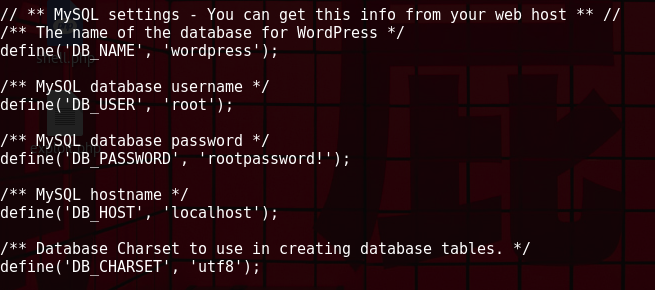 // ** MySQL settings - You can get this info from your web host ** //
/** The name of the database for WordPress */
define('DB_NAME', 'wordpress');
shell.php
/** MySQL database username */
define('DB_USER', 'root');
/** MySQL database password */
define('DB_PASSWORD', 'rootpassword!');
/** MySQL hostname */
define('DB_HOST', 'localhost');
/** Database Charset to use in creating database tables. */
define('DB_CHARSET', 'utf8');